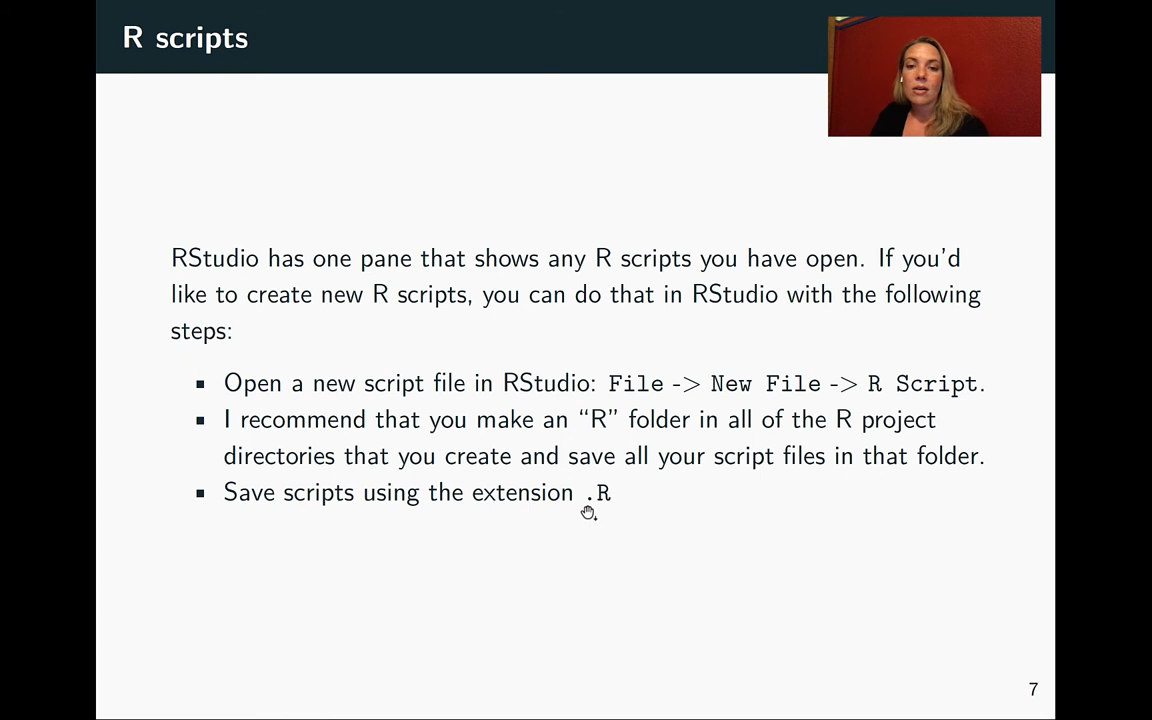 R scripts
RStudio has one pane that shows any R scripts you have open. If you'd
like to create new R scripts, you can do that in RStudio with the following
steps:
▪ Open a new script file in RStudio: File -> New File -> R Script.
▪ I recommend that you make an “R” folder in all of the R project
directories that you create and save all your script files in that folder.
▪ Save scripts using the extension .R
7